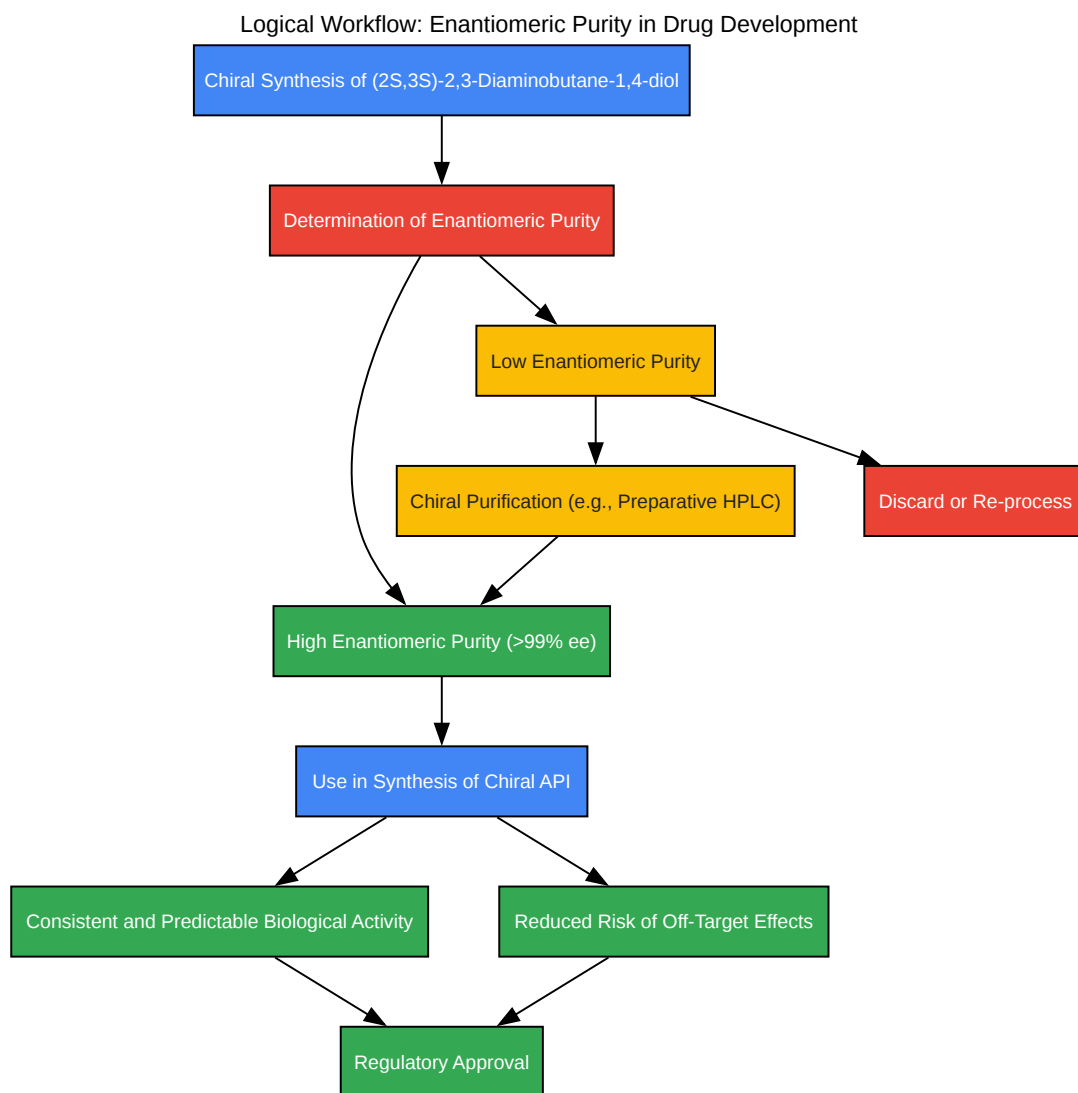 Logical Workflow: Enantiomeric Purity in Drug Development
Chiral Synthesis of (2S,3S)-2,3-Diaminobutane-1,4-diol
Determination of Enantiomeric Purity
Low Enantiomeric Purity
Chiral Purification (e.g., Preparative HPLC)
Discard or Re-process
High Enantiomeric Purity (>99% ee)
Use in Synthesis of Chiral API
Consistent and Predictable Biological Activity
Reduced Risk of Off-Target Effects
Regulatory Approval